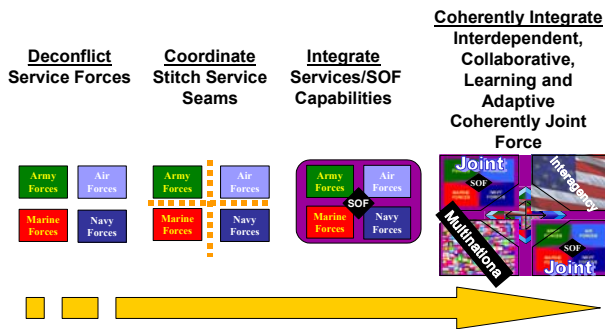 Deconflict
Service Forces
Coordinate
Stitch Service
Seams
Integrate
Services/SOF
Capabilities
Coherently Integrate
Interdependent,
Collaborative,
Learning and
Adaptive
Coherently Joint
Force
Army
Forces
Air
Forces
Marine
Forces
Navy
Forces
Army
Forces
Air
Forces
Marine
Forces
Navy
Forces
Army
Forces
Air
Forces
SOF
Marine
Forces
Navy
Forces
Joint
SOF
Interagency
Multinationa
SOF
Joint